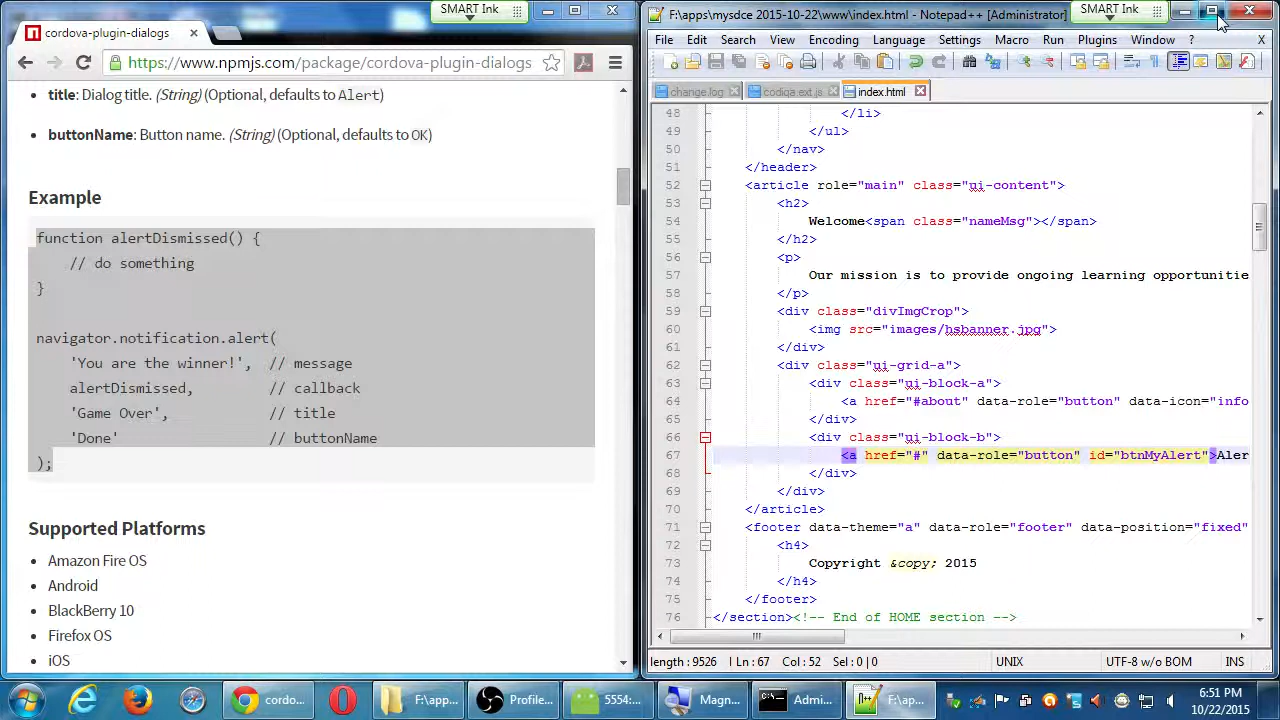 SMART Ink
cordova-plugin-dialogs
https://www.npmjs.com/package/cordova-plugin-dialogs
title: Dialog title. (String) (Optional, defaults to Alert)
buttonName: Button name. (String) (Optional, defaults to OK)
Example
function alertDismissed() {
// do something
}
navigator.notification.alert(
'You are the winner!', // message
alertDismissed, // callback
'Game Over', // title
'Done' // buttonName
);
Supported Platforms
Amazon Fire OS
Android
BlackBerry 10
Firefox OS
iOS
F:\apps\mysice 2015-10-22\www\index.html - Notepad++ [Administrator]
SMART Ink
File Edit Search View Encoding Language Settings Macro Run Plugins Window ? X
change.log codiqa.ext.js index.html
48 </li>
49 </ul>
50 </nav>
51 </header>
52 <article role="main" class="ui-content">
53 <h2>
54 Welcome<span class="nameMsg"></span>
55 </h2>
56 <p>
57 Our mission is to provide ongoing learning opportunitie
58 </p>
59 <div class="divImgCrop">
60 <img src="images/hsbanner.jpg">
61 </div>
62 <div class="ui-grid-a">
63 <div class="ui-block-a">
64 <a href="#about" data-role="button" data-icon="info
65 </div>
66 <div class="ui-block-b">
67 <a href="#" data-role="button" id="btnMyAlert">Aler
68 </div>
69 </div>
70 </article>
71 <footer data-theme="a" data-role="footer" data-position="fixed"
72 <h4>
73 Copyright &copy; 2015
74 </h4>
75 </footer>
76 </section><!-- End of HOME section -->
length : 9526 Ln : 67 Col : 52 Sel : 0 | 0 UNIX UTF-8 w/o BOM INS
cordo... F:\app... Profile... 5554:... Magn... Admi... F:\ap...
6:51 PM
10/22/2015